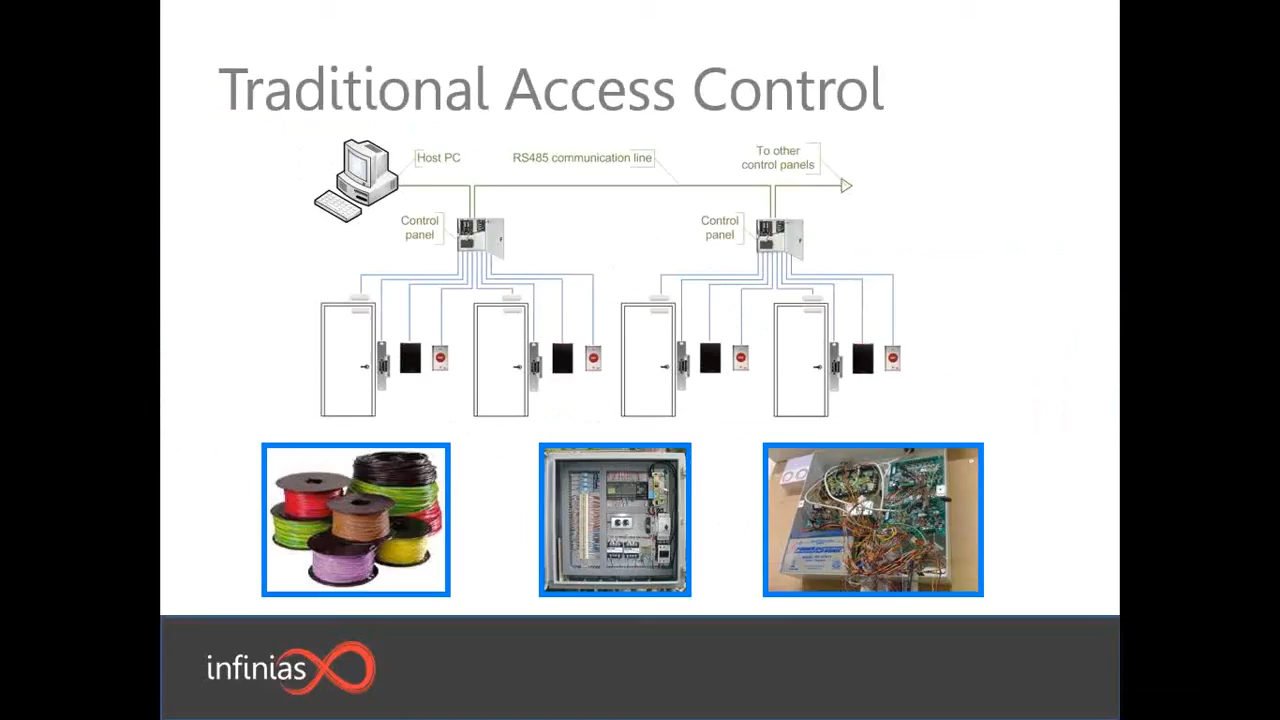 Traditional Access Control
Host PC
RS485 communication line
To other
control panels
Control
panel
Control
panel
infinias